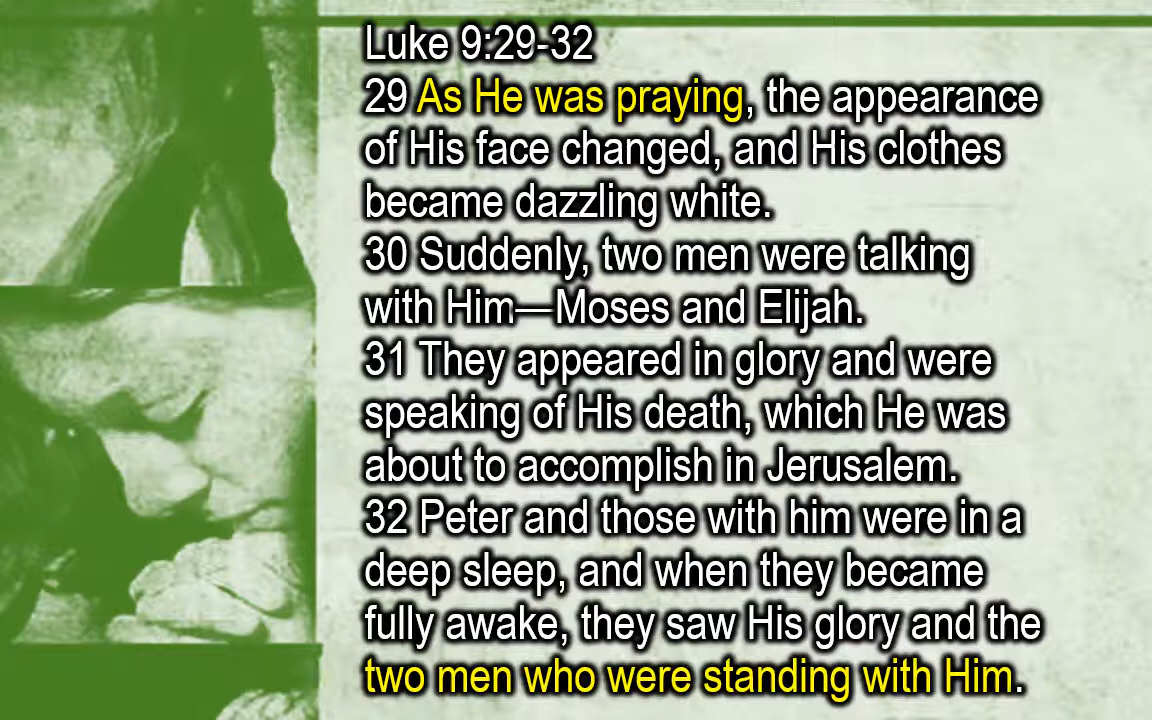 Luke 9:29-32
29 As He was praying, the appearance
of His face changed, and His clothes
became dazzling white.
30 Suddenly, two men were talking
with Him—Moses and Elijah.
31 They appeared in glory and were
speaking of His death, which He was
about to accomplish in Jerusalem.
32 Peter and those with him were in a
deep sleep, and when they became
fully awake, they saw His glory and the
two men who were standing with Him.